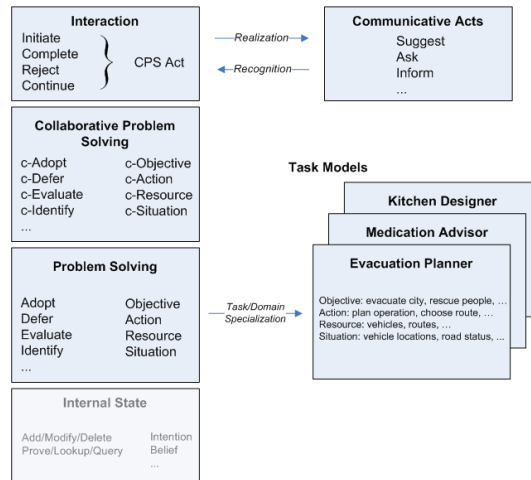 Interaction
Initiate
Complete
Reject
Continue
CPS Act
Realization
Recognition
Communicative Acts
Suggest
Ask
Inform
...
Collaborative Problem
Solving
c-Adopt c-Objective
c-Defer c-Action
c-Evaluate c-Resource
c-Identify c-Situation
...
Task Models
Kitchen Designer
Medication Advisor
Evacuation Planner
Objective: evacuate city, rescue people, ...
Action: plan operation, choose route, ...
Resource: vehicles, routes, ...
Situation: vehicle locations, road status, ...
Problem Solving
Adopt Objective
Defer Action
Evaluate Resource
Identify Situation
...
Task/Domain
Specialization
Internal State
Add/Modify/Delete Intention
Prove/Lookup/Query Belief
...